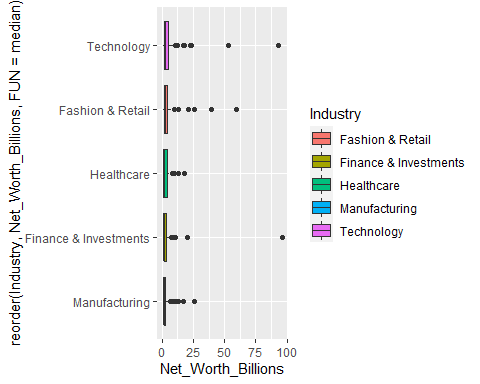 reorder(Industry, Net_Worth_Billions, FUN = median)
Technology
Fashion & Retail
Healthcare
Finance & Investments
Manufacturing
0
25
50
75
100
Net_Worth_Billions
Industry
Fashion & Retail
Finance & Investments
Healthcare
Manufacturing
Technology